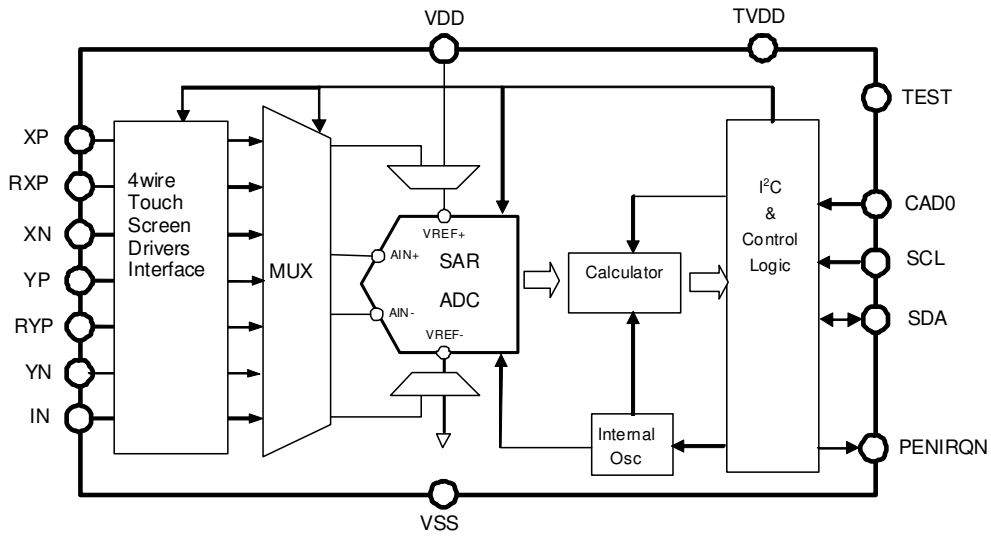 VDD
TVDD
TEST
XP
RXP
XN
YP
RYP
YN
IN
4wire
Touch
Screen
Drivers
Interface
MUX
VREF+
AIN+
SAR
ADC
AIN-
VREF-
Calculator
Internal
Osc
I²C
&
Control
Logic
CAD0
SCL
SDA
PENIRQN
VSS